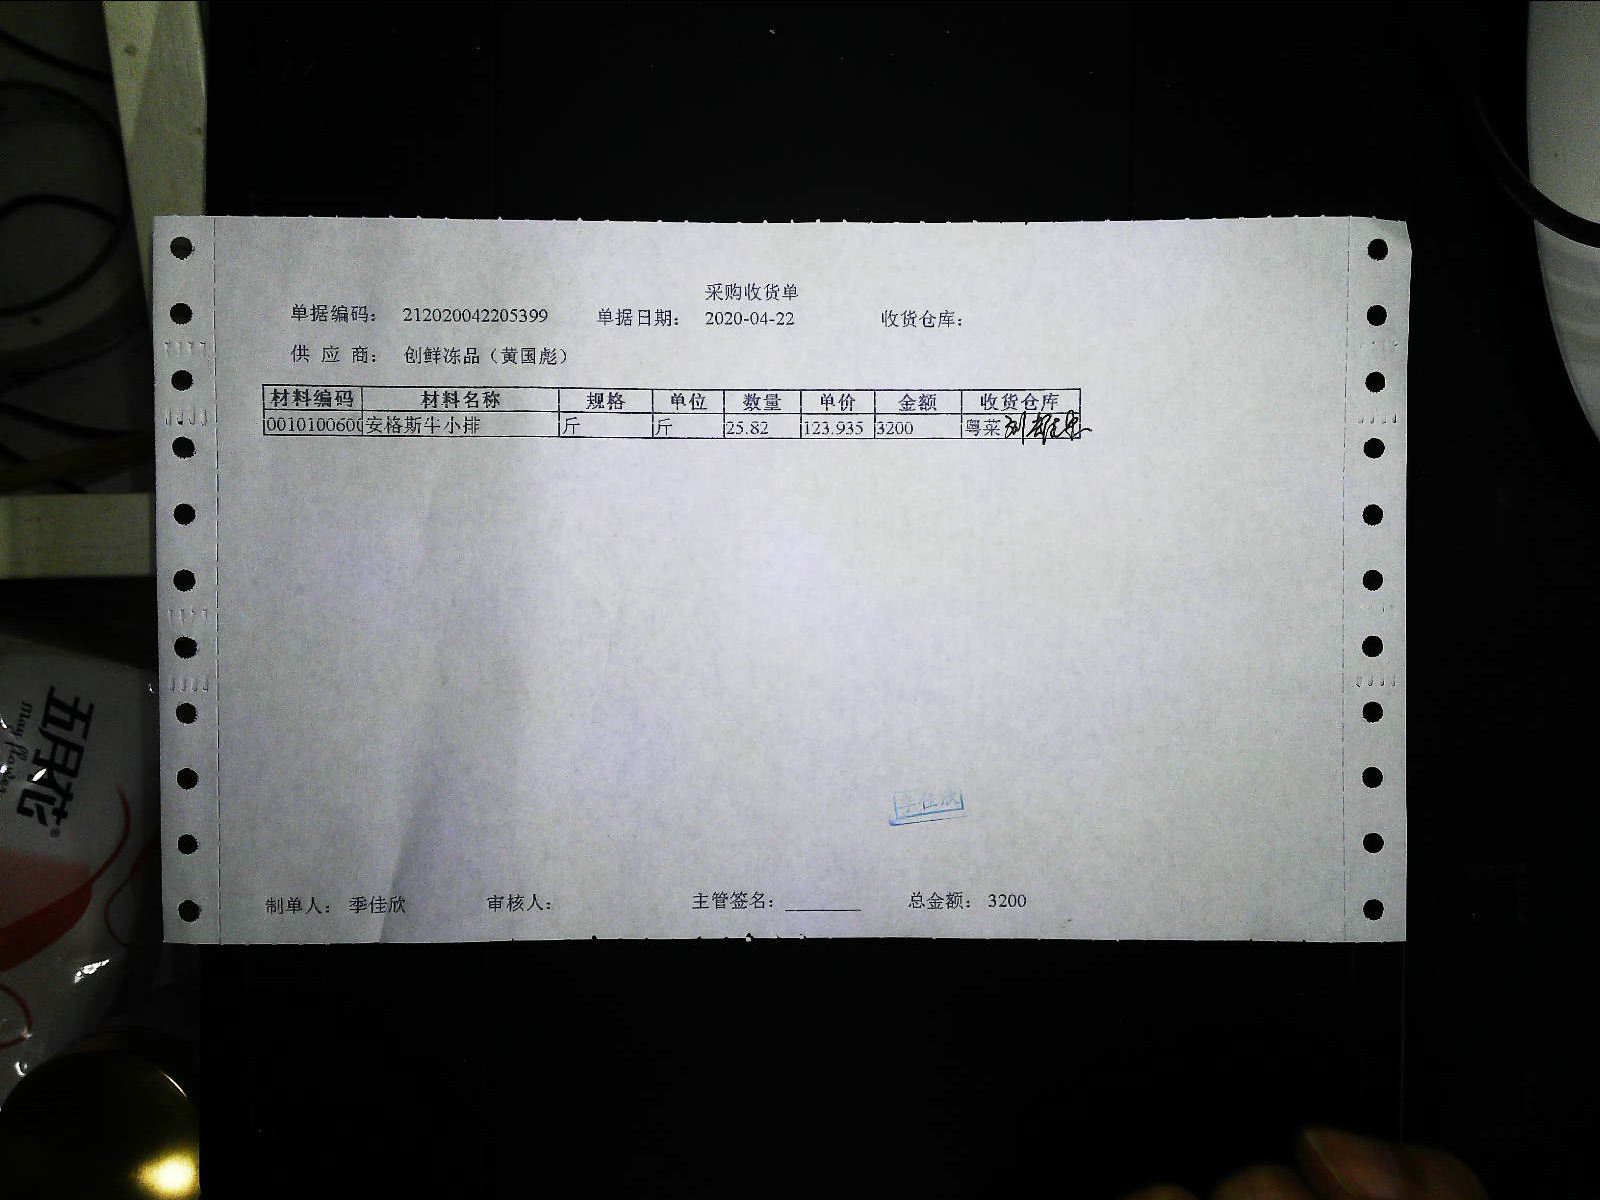 采购收货单
单据编码： 212020042205399 单据日期： 2020-04-22 收货仓库：
供 应 商： 创鲜冻品（黄国彪）
材料编码 材料名称 规格 单位 数量 单价 金额 收货仓库
0010100600 安格斯牛小排 斤 斤 25.82 123.935 3200 粤菜
季佳欣
制单人： 季佳欣 审核人： 主管签名：________ 总金额： 3200
五月花
May flower